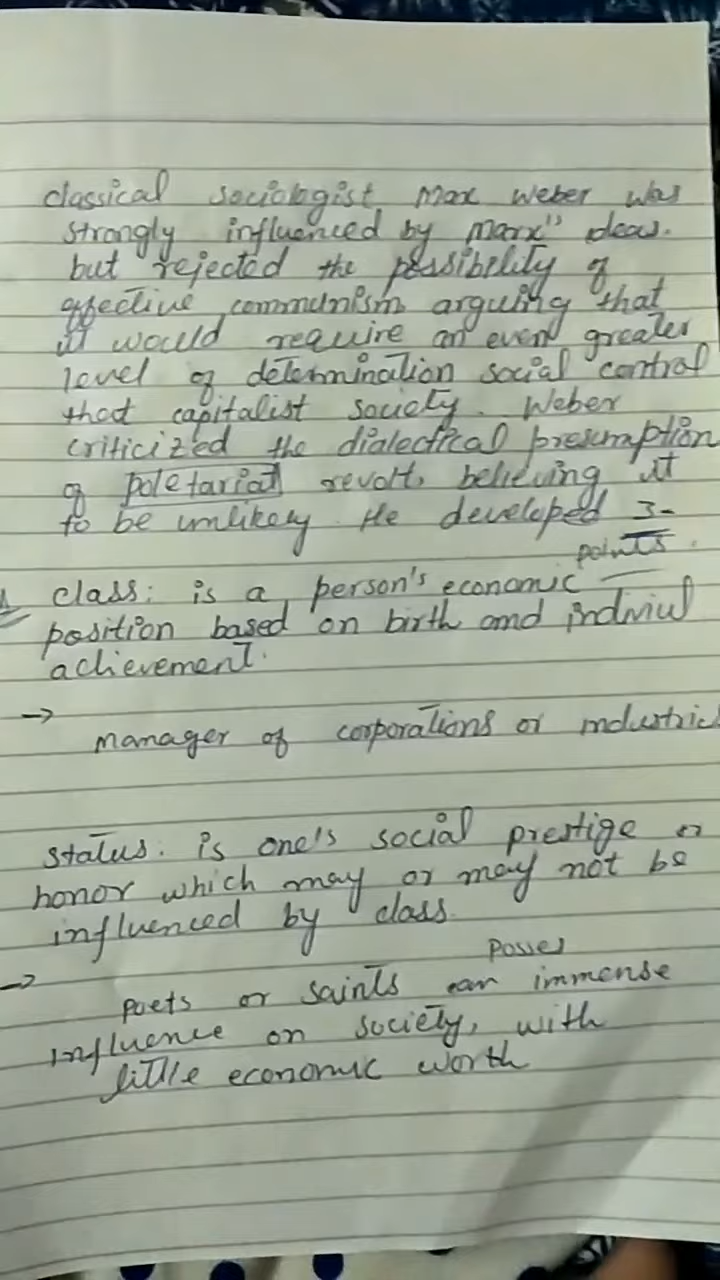 classical sociologist Max Weber was
strongly influenced by Marx" ideas.
but rejected the possibility of
effective communism arguing that
it would require an even greater
level of detemination social control
that capitalist society. Weber
criticized the dialectical presumption
of poletariat revolt, believing it
to be unlikely. He developed 3-
points.
class: is a person's economic
position based on birth and indiviul
achievement.
→
manager of corporations or industries
status: is one's social prestige or
honor which may or may not be
influenced by class.
→ posses
poets or saints can immense
influence on society, with
little economic worth